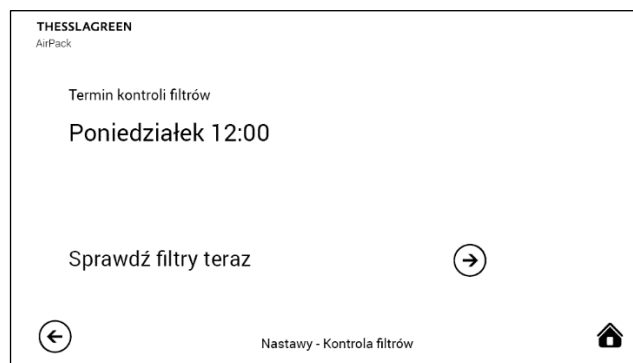 THESSLAGREEN
AirPack
Termin kontroli filtrów
Poniedziałek 12:00
Sprawdź filtry teraz
Nastawy - Kontrola filtrów